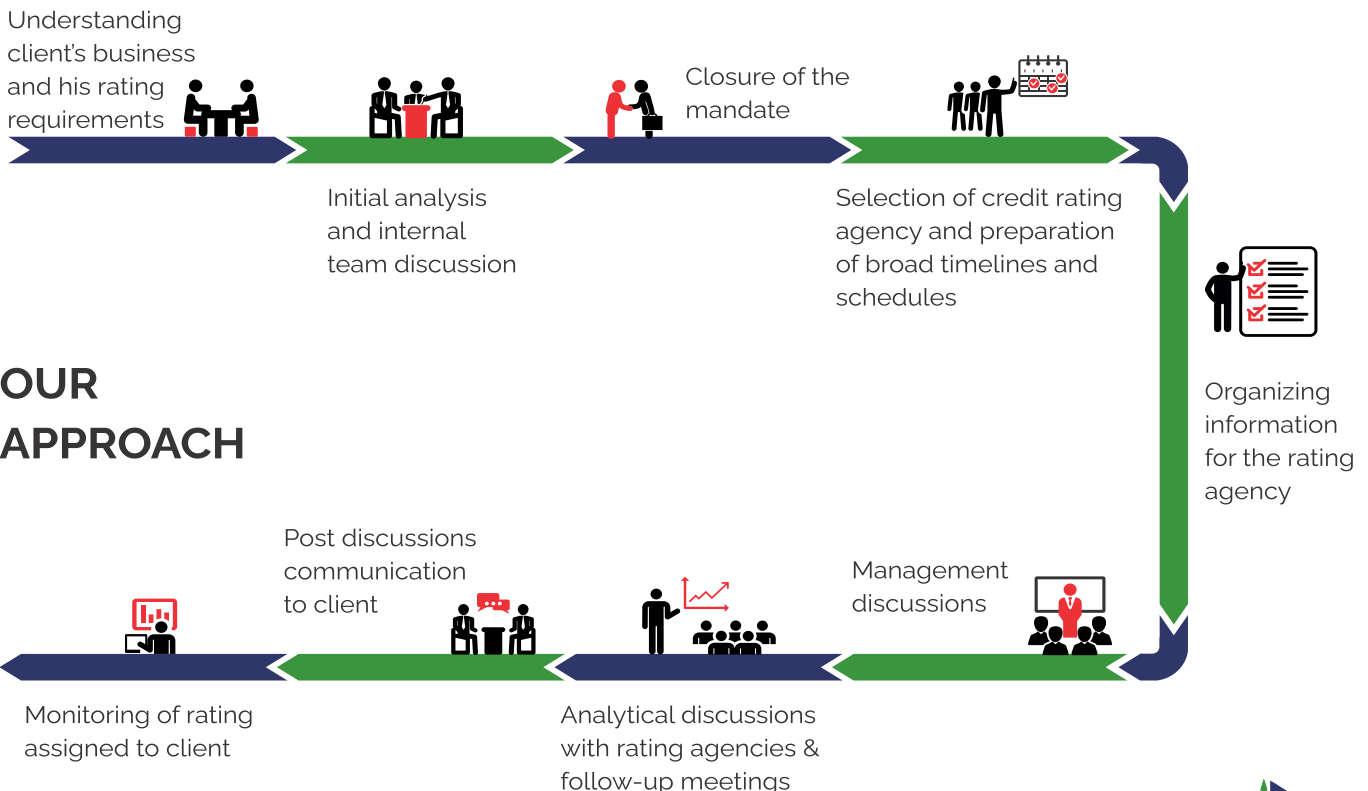 Understanding
client's business
and his rating
requirements
Initial analysis
and internal
team discussion
Closure of the
mandate
Selection of credit rating
agency and preparation
of broad timelines and
schedules
Organizing
information
for the rating
agency
OUR
APPROACH
Management
discussions
Analytical discussions
with rating agencies &
follow-up meetings
Post discussions
communication
to client
Monitoring of rating
assigned to client